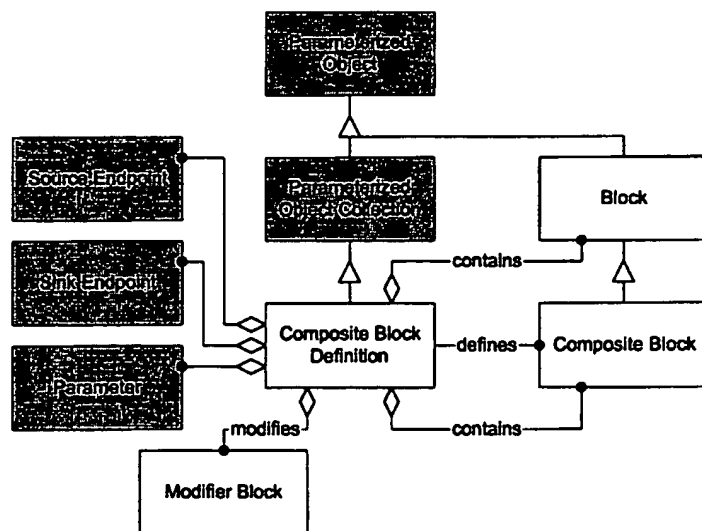 Parameterized
Object
Source Endpoint
Parameterized
Object Collection
Block
contains
Sink Endpoint
Composite Block
Definition
defines
Composite Block
Parameter
modifies
contains
Modifier Block